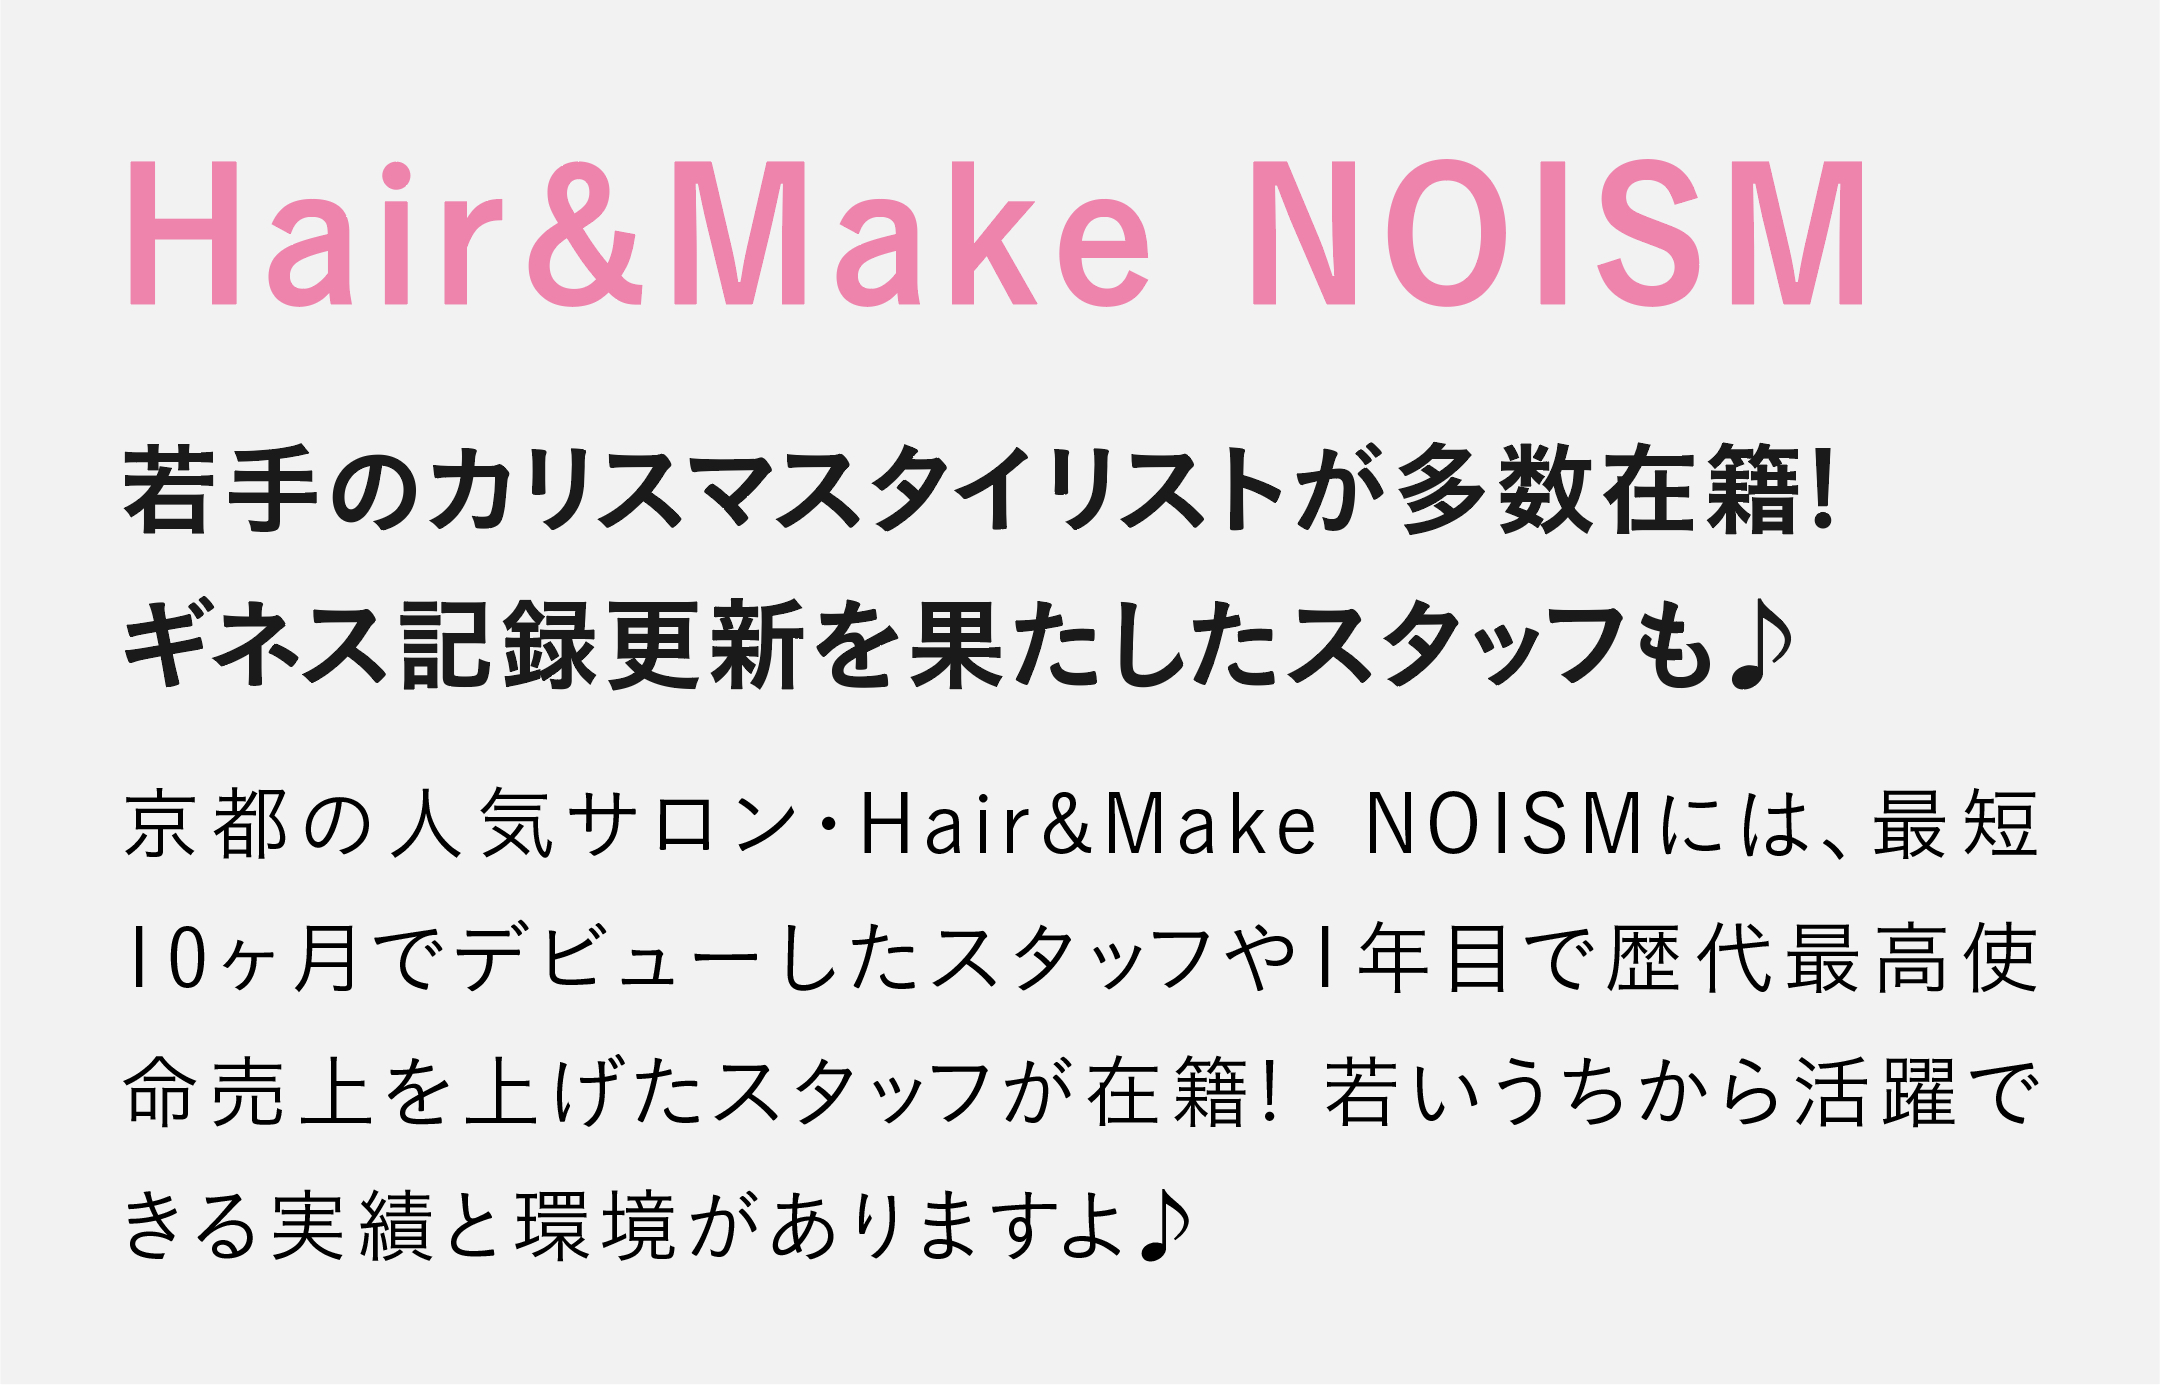 Hair&Make NOISM
若手のカリスマスタイリストが多数在籍!
ギネス記録更新を果たしたスタッフも♪
京都の人気サロン・Hair&Make NOISMには、最短
10ヶ月でデビューしたスタッフや1年目で歴代最高使
命売上を上げたスタッフが在籍! 若いうちから活躍で
きる実績と環境がありますよ♪